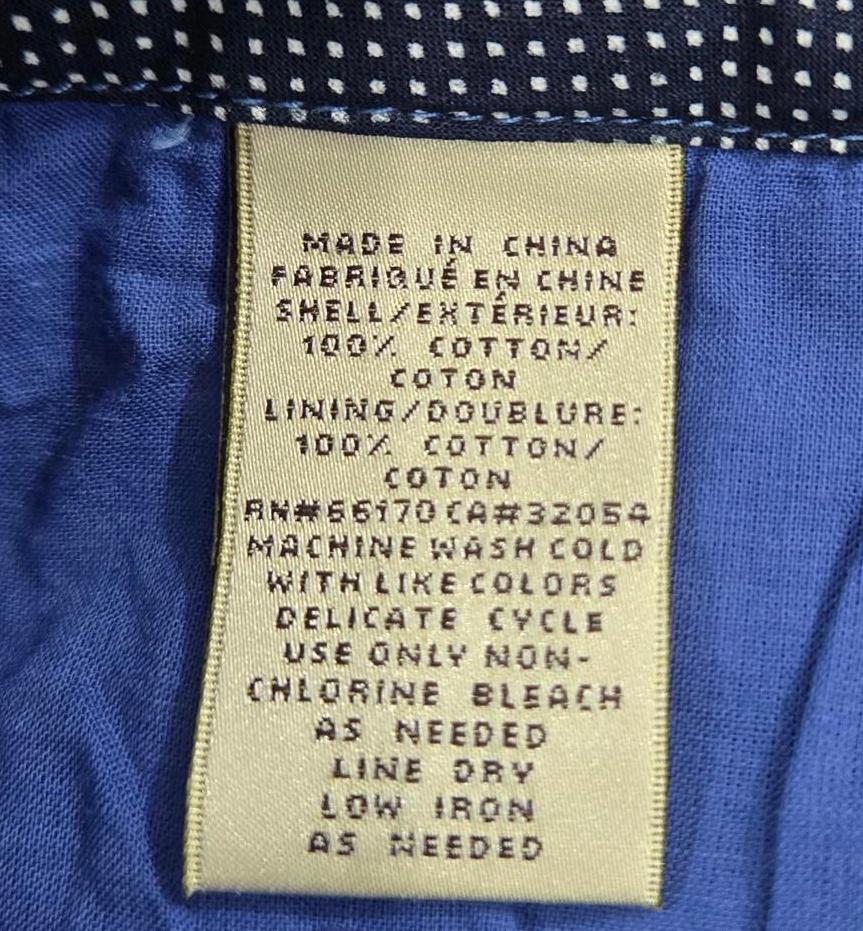 MADE IN CHINA
FABRIQUÉ EN CHINE
SHELL/EXTÉRIEUR:
100% COTTON/
COTON
LINING/DOUBLURE:
100% COTTON/
COTON
RN#66170 CA#32054
MACHINE WASH COLD
WITH LIKE COLORS
DELICATE CYCLE
USE ONLY NON-
CHLORINE BLEACH
AS NEEDED
LINE DRY
LOW IRON
AS NEEDED